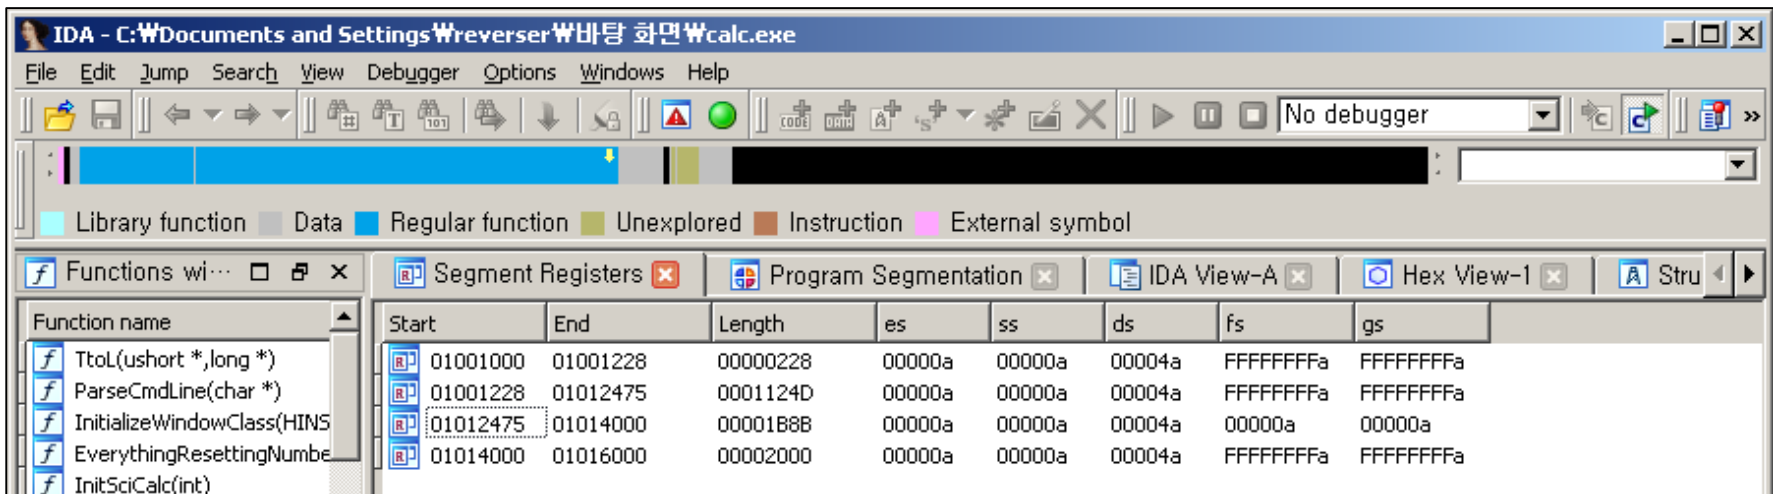 IDA - C:₩Documents and Settings₩reverser₩바탕 화면₩calc.exe
File Edit Jump Search View Debugger Options Windows Help
No debugger
Library function Data Regular function Unexplored Instruction External symbol
Functions wi⋯ Segment Registers Program Segmentation IDA View-A Hex View-1 Stru
Function name Start End Length es ss ds fs gs
TtoL(ushort *,long *) 01001000 01001228 00000228 00000a 00000a 00004a FFFFFFFFa FFFFFFFFa
ParseCmdLine(char *) 01001228 01012475 0001124D 00000a 00000a 00004a FFFFFFFFa FFFFFFFFa
InitializeWindowClass(HINS 01012475 01014000 00001B8B 00000a 00000a 00004a 00000a 00000a
EverythingResettingNumbe 01014000 01016000 00002000 00000a 00000a 00004a FFFFFFFFa FFFFFFFFa
InitSciCalc(int)